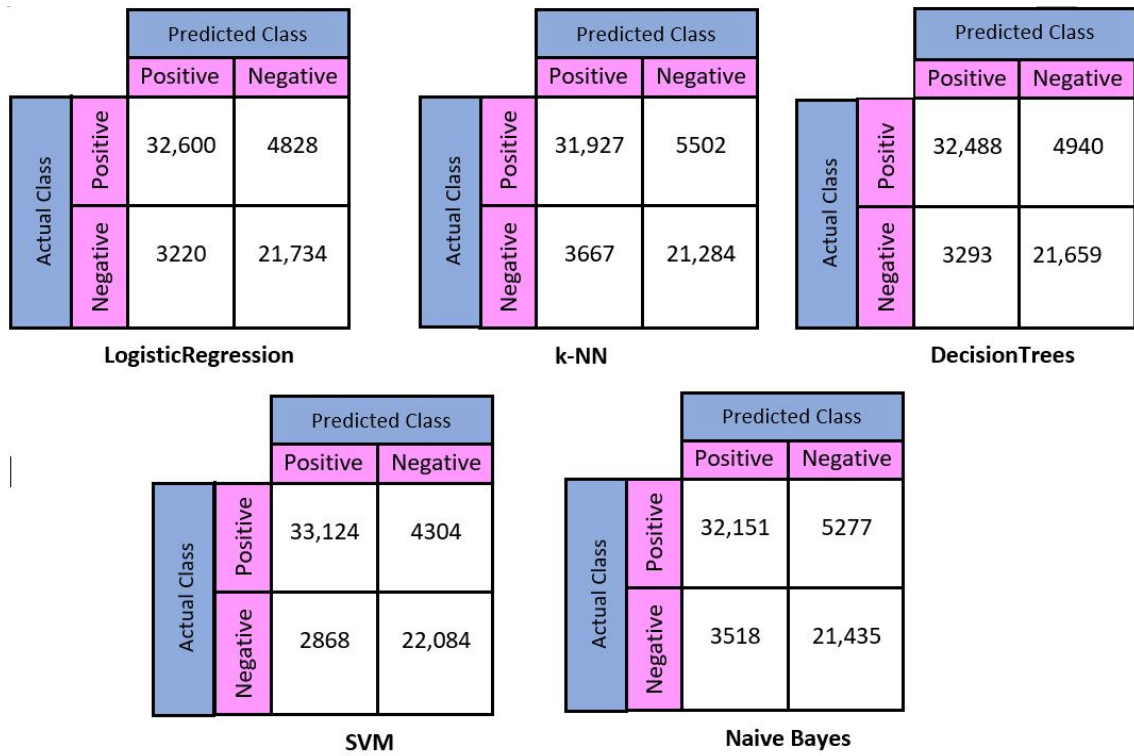 Predicted Class
Positive Negative
Actual Class
Positive 32,600 4828
Negative 3220 21,734
LogisticRegression
Predicted Class
Positive Negative
Actual Class
Positive 31,927 5502
Negative 3667 21,284
k-NN
Predicted Class
Positive Negative
Actual Class
Positiv 32,488 4940
Negative 3293 21,659
DecisionTrees
Predicted Class
Positive Negative
Actual Class
Positive 33,124 4304
Negative 2868 22,084
SVM
Predicted Class
Positive Negative
Actual Class
Positive 32,151 5277
Negative 3518 21,435
Naive Bayes